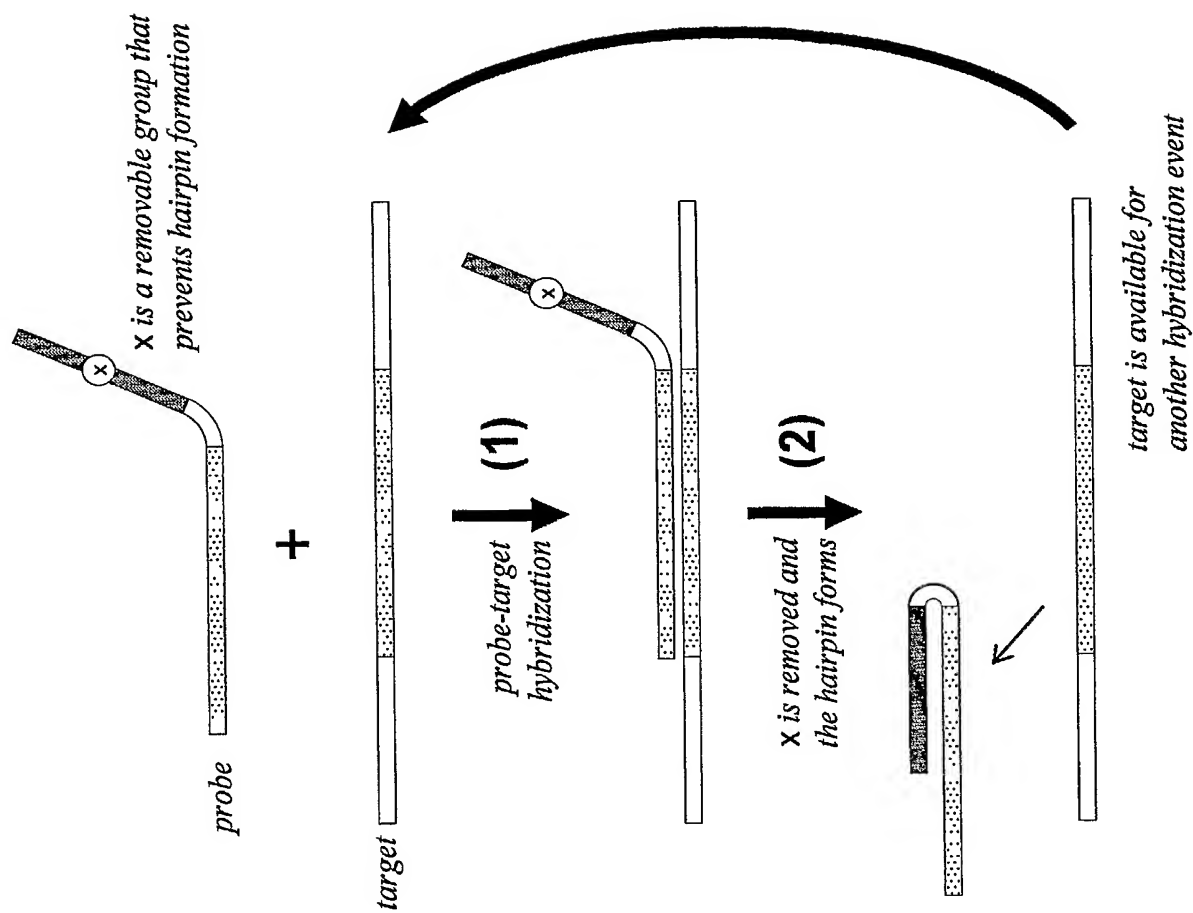 X is a removable group that
prevents hairpin formation
X
probe
+
target
(1)
probe-target
hybridization
X
(2)
X is removed and
the hairpin forms
target is available for
another hybridization event